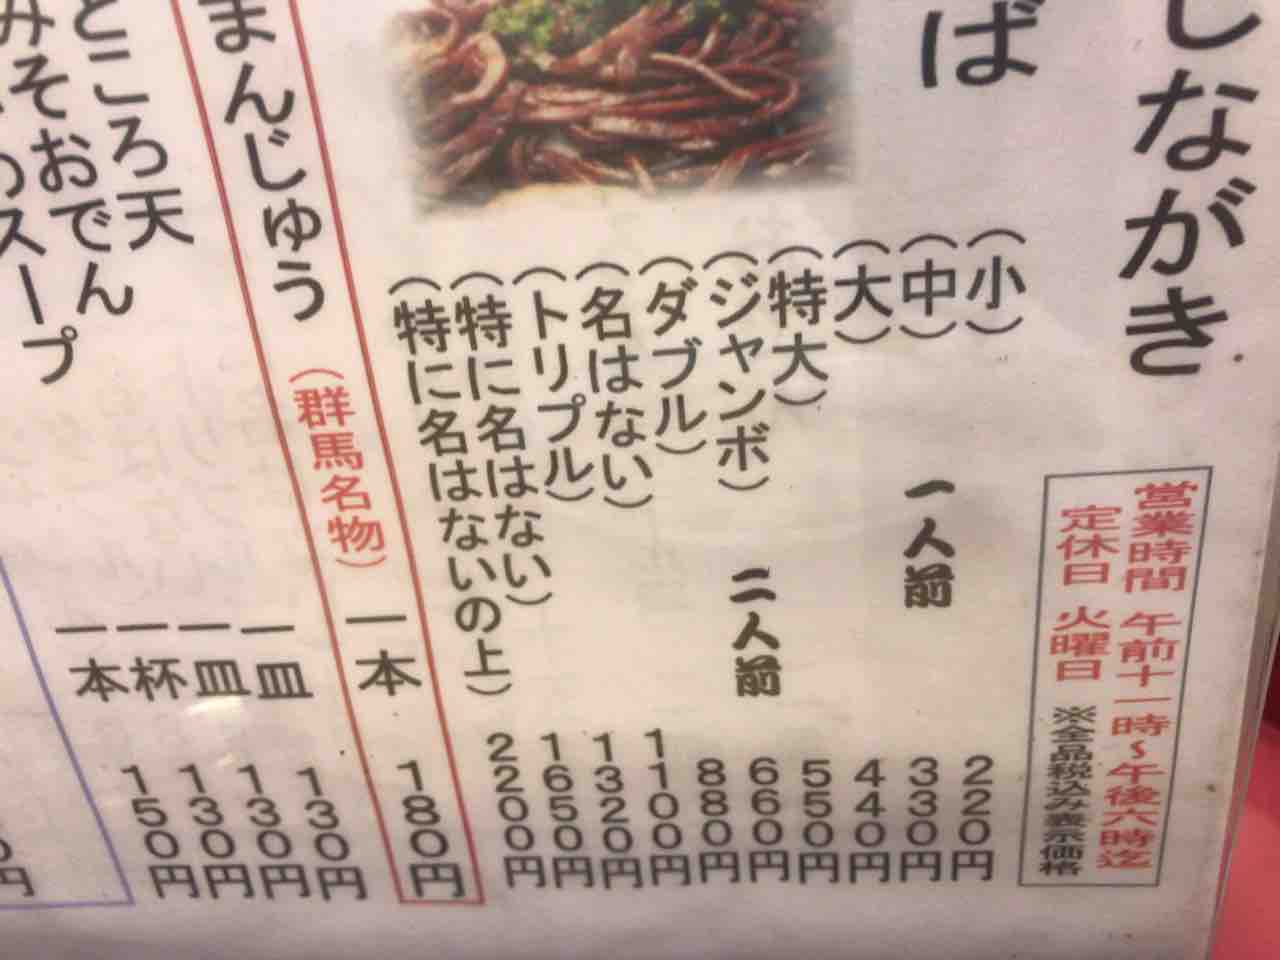 しながき
営業時間 午前十一時～午後六時迄
定休日 火曜日 ※全品税込み表示価格
ば
（小） 220円
（中） 一人前 330円
（大） 440円
（特大） 550円
（ジャンボ） 二人前 660円
（ダブル） 880円
（名はない） 1100円
（トリプル） 1320円
（特に名はない） 1650円
（特に名はないの上） 2200円
まんじゅう （群馬名物） 一本 180円
ところ天 一皿 130円
みそおでん 一皿 130円
スープ 一杯 130円
一本 150円
円